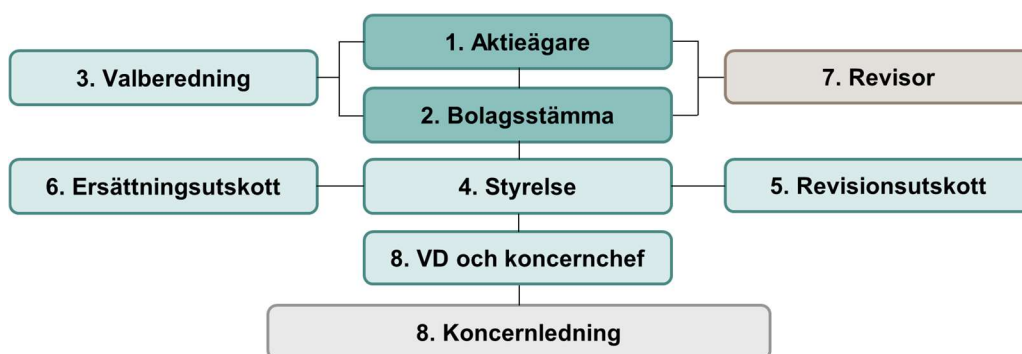 1. Aktieägare
3. Valberedning
7. Revisor
2. Bolagsstämma
6. Ersättningsutskott
4. Styrelse
5. Revisionsutskott
8. VD och koncernchef
8. Koncernledning